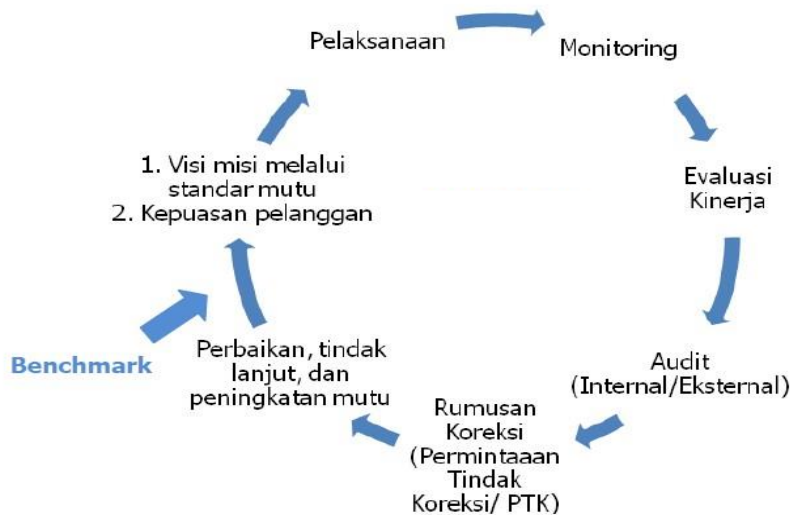 Pelaksanaan
Monitoring
1. Visi misi melalui
standar mutu
2. Kepuasan pelanggan
Evaluasi
Kinerja
Benchmark
Perbaikan, tindak
lanjut, dan
peningkatan mutu
Audit
(Internal/Eksternal)
Rumusan
Koreksi
(Permintaaan
Tindak
Koreksi/ PTK)